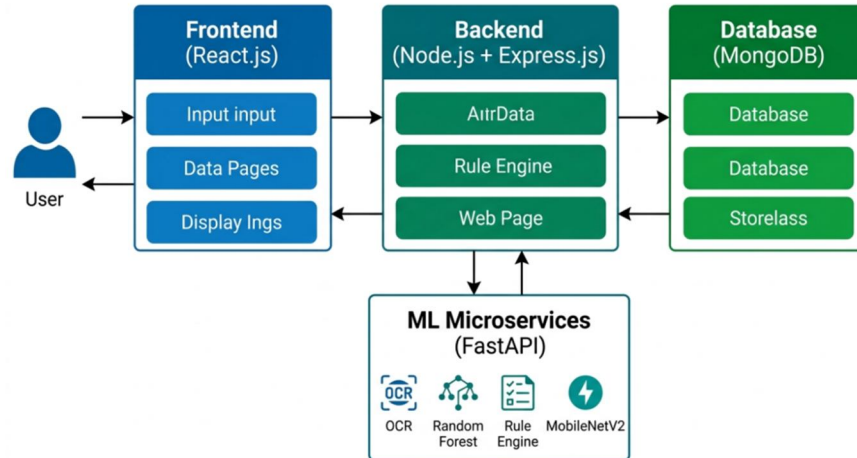 Frontend
(React.js)
Input input
Data Pages
Display Ings
User
Backend
(Node.js + Express.js)
Rule Engine
Web Page
Database
(MongoDB)
Database
Database
Storelass
ML Microservices
(FastAPI)
OCR
OCR
Random
Forest
Rule
Engine
MobileNetV2